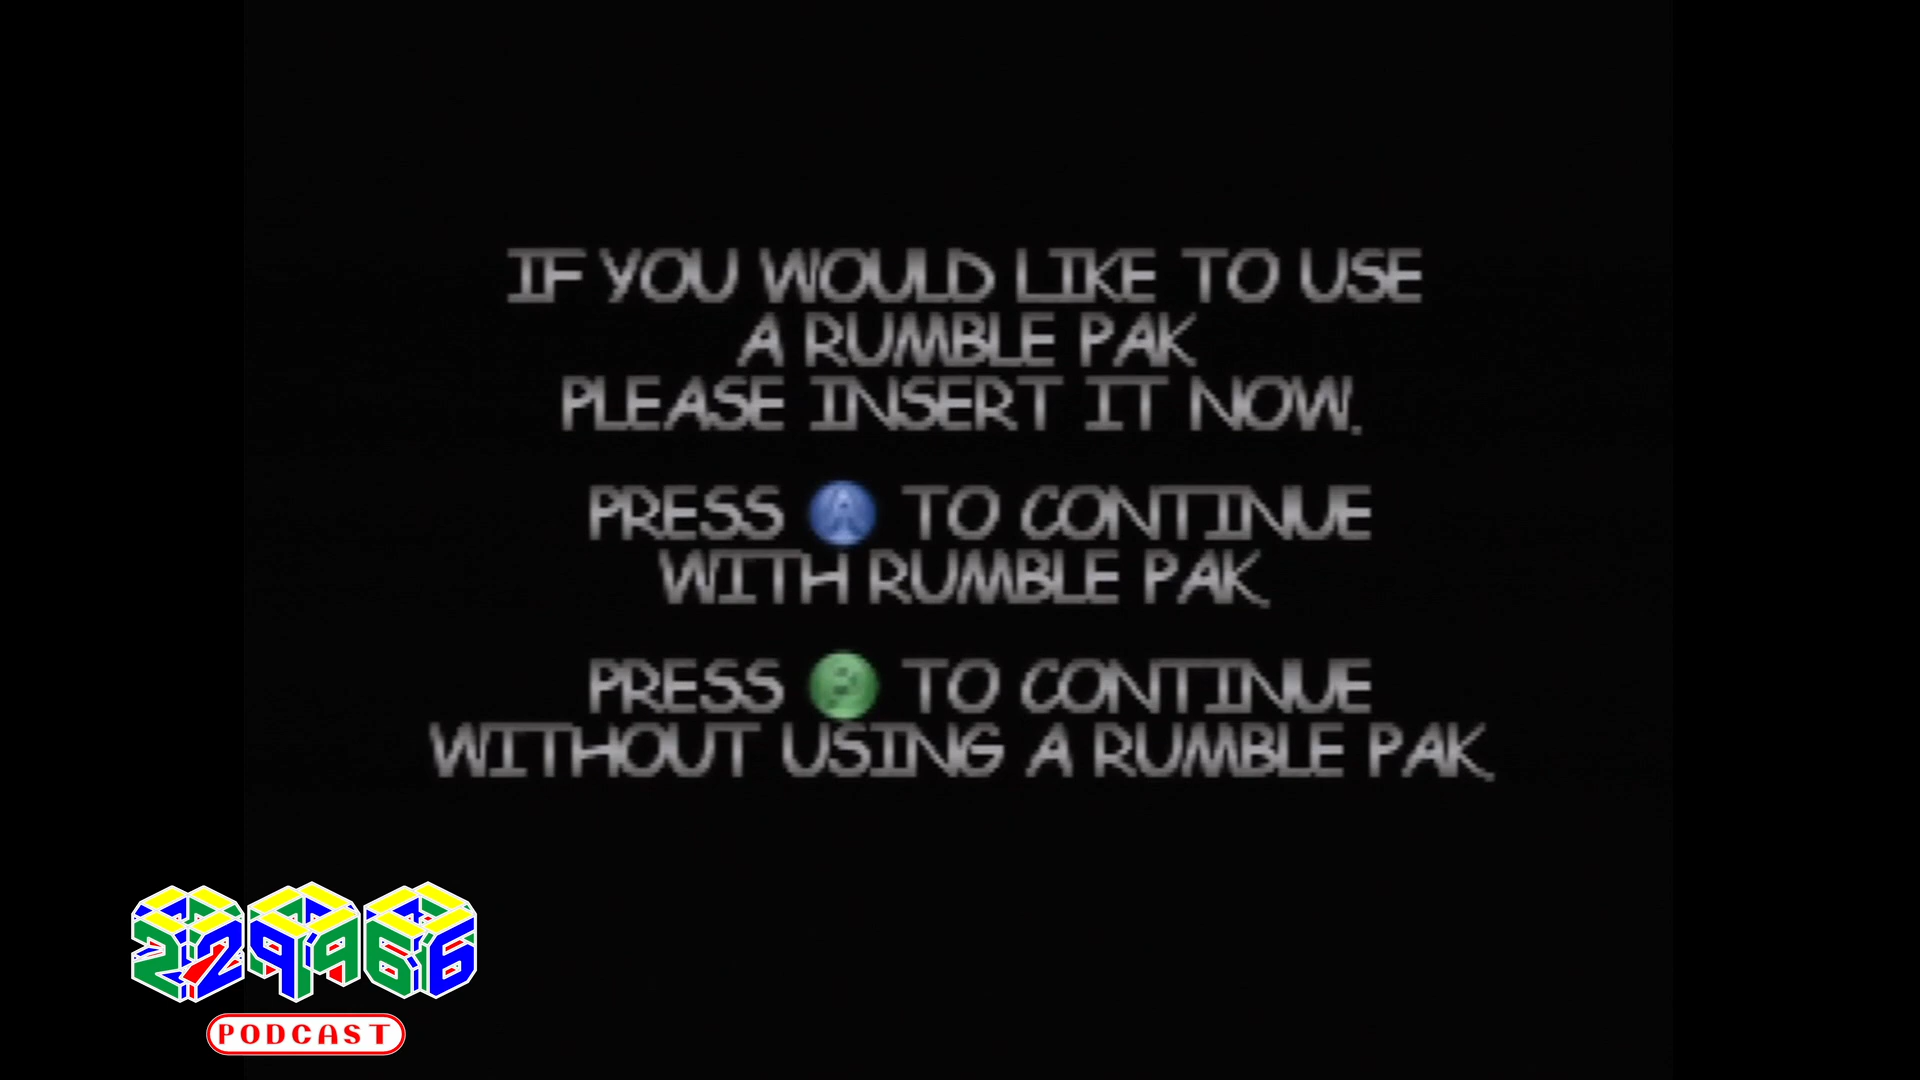 IF YOU WOULD LIKE TO USE
A RUMBLE PAK
PLEASE INSERT IT NOW.
PRESS A TO CONTINUE
WITH RUMBLE PAK.
PRESS B TO CONTINUE
WITHOUT USING A RUMBLE PAK.
229966
PODCAST